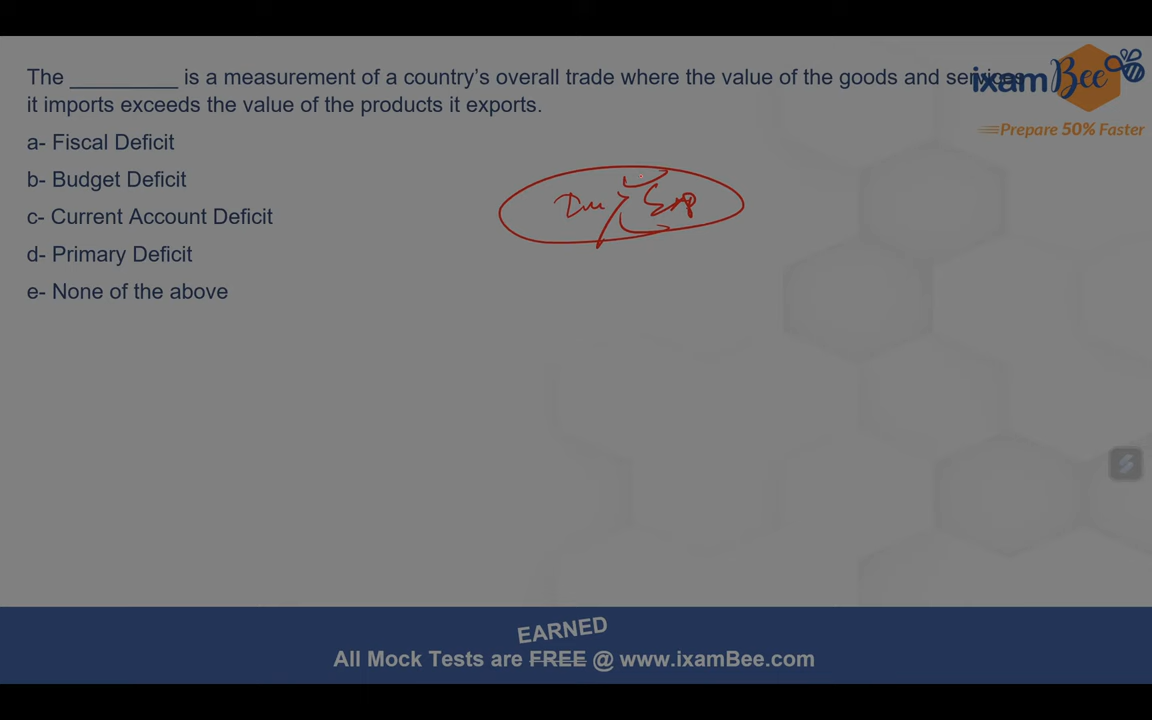 The _________ is a measurement of a country's overall trade where the value of the goods and services
it imports exceeds the value of the products it exports.
a- Fiscal Deficit
b- Budget Deficit
c- Current Account Deficit
d- Primary Deficit
e- None of the above
ixamBee
Prepare 50% Faster
Exp
EARNED
All Mock Tests are FREE @ www.ixamBee.com